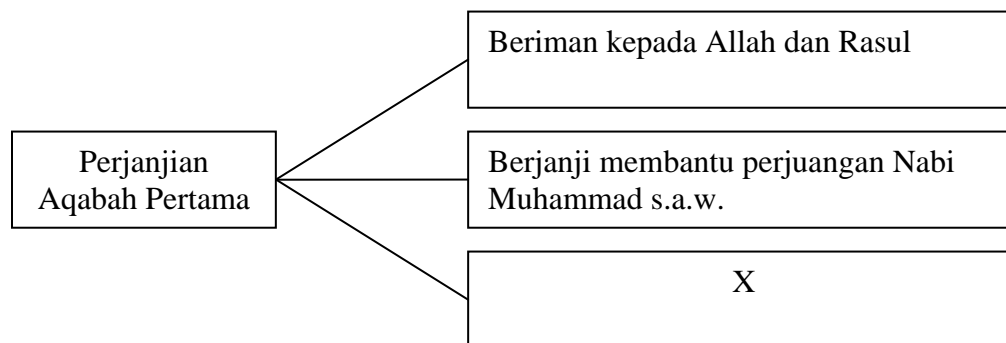 Beriman kepada Allah dan Rasul
Perjanjian
Aqabah Pertama
Berjanji membantu perjuangan Nabi
Muhammad s.a.w.
X